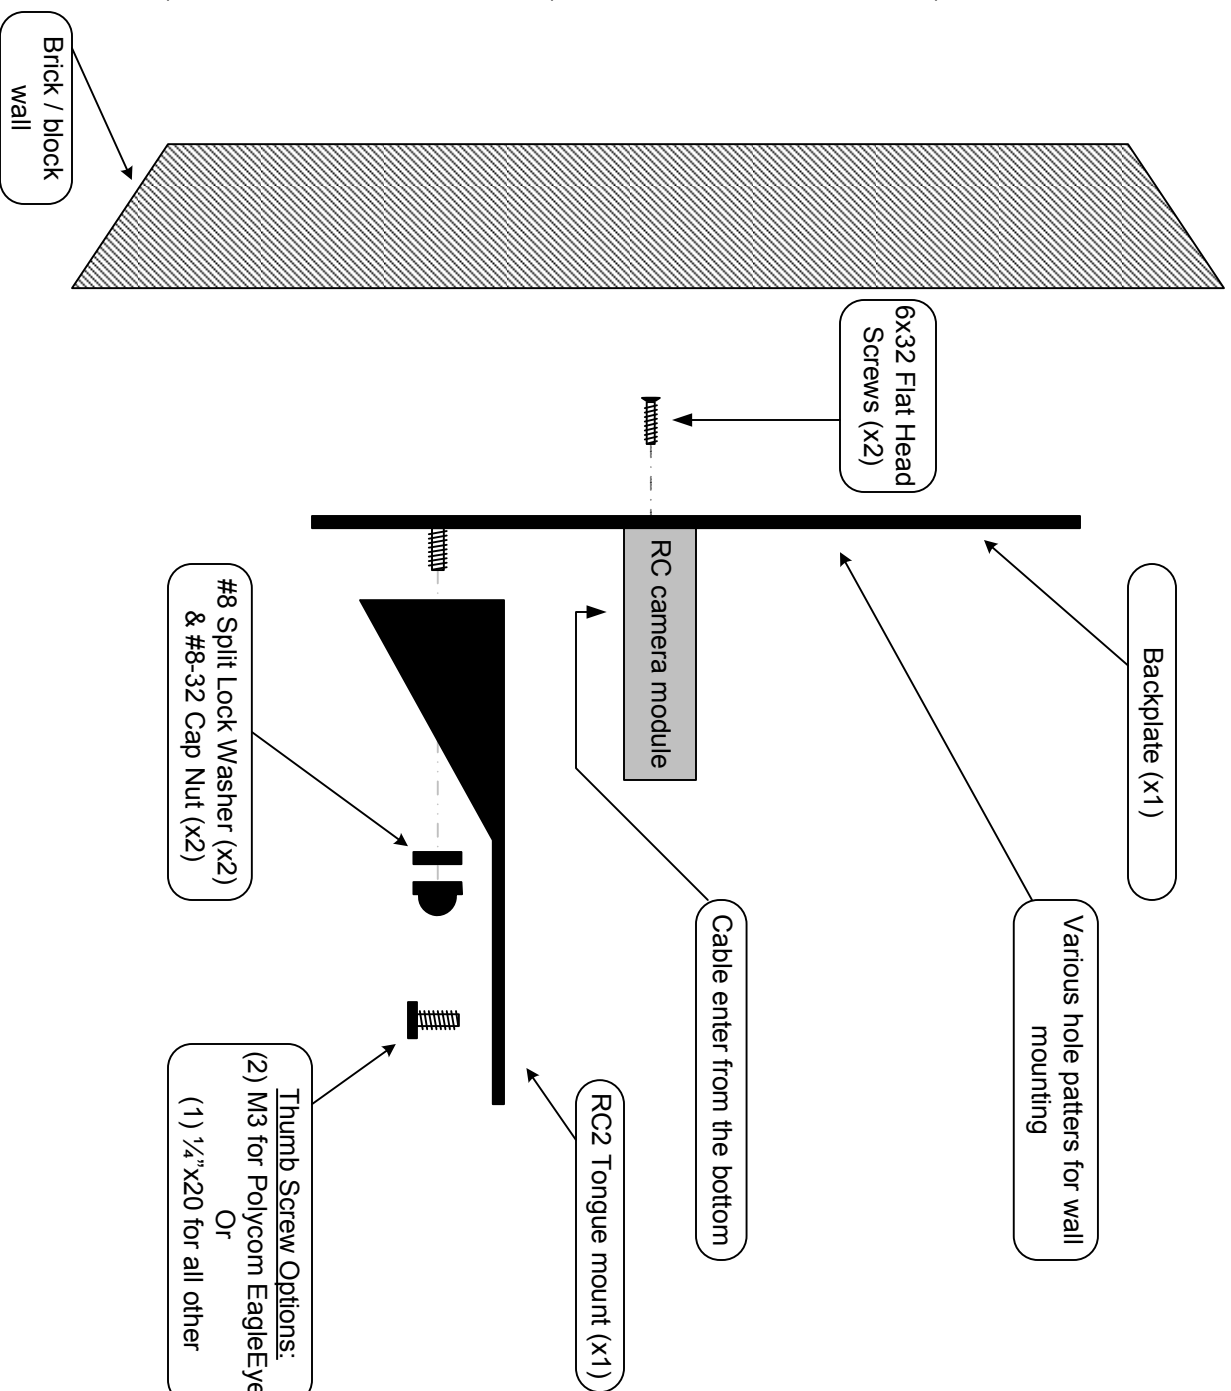 Brick / block
wall
6x32 Flat Head
Screws (x2)
Backplate (x1)
RC camera module
#8 Split Lock Washer (x2)
& #8-32 Cap Nut (x2)
Various hole patters for wall
mounting
Cable enter from the bottom
RC2 Tongue mount (x1)
Thumb Screw Options:
(2) M3 for Polycom EagleEye
Or
(1) ¼”x20 for all other